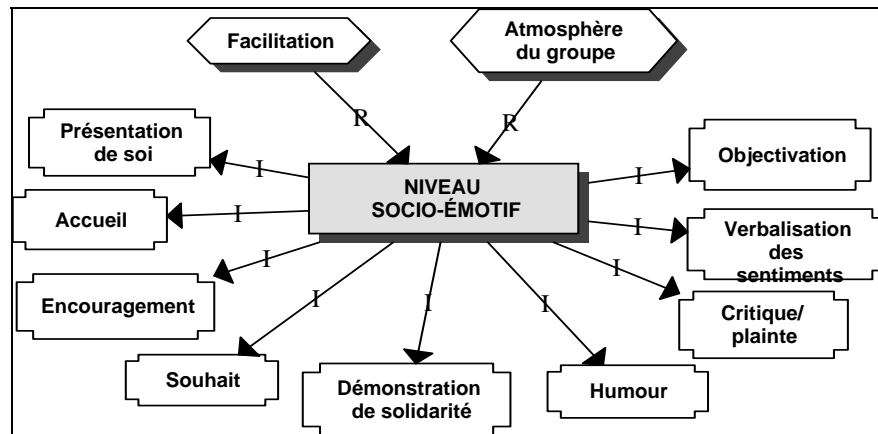 Facilitation
Atmosphère
du groupe
R
R
Présentation
de soi
I
NIVEAU
SOCIO-ÉMOTIF
I
Objectivation
Accueil
I
I
Verbalisation
des
sentiments
Encouragement
I
I
Critique/
plainte
Souhait
I
Démonstration
de solidarité
I
Humour
I